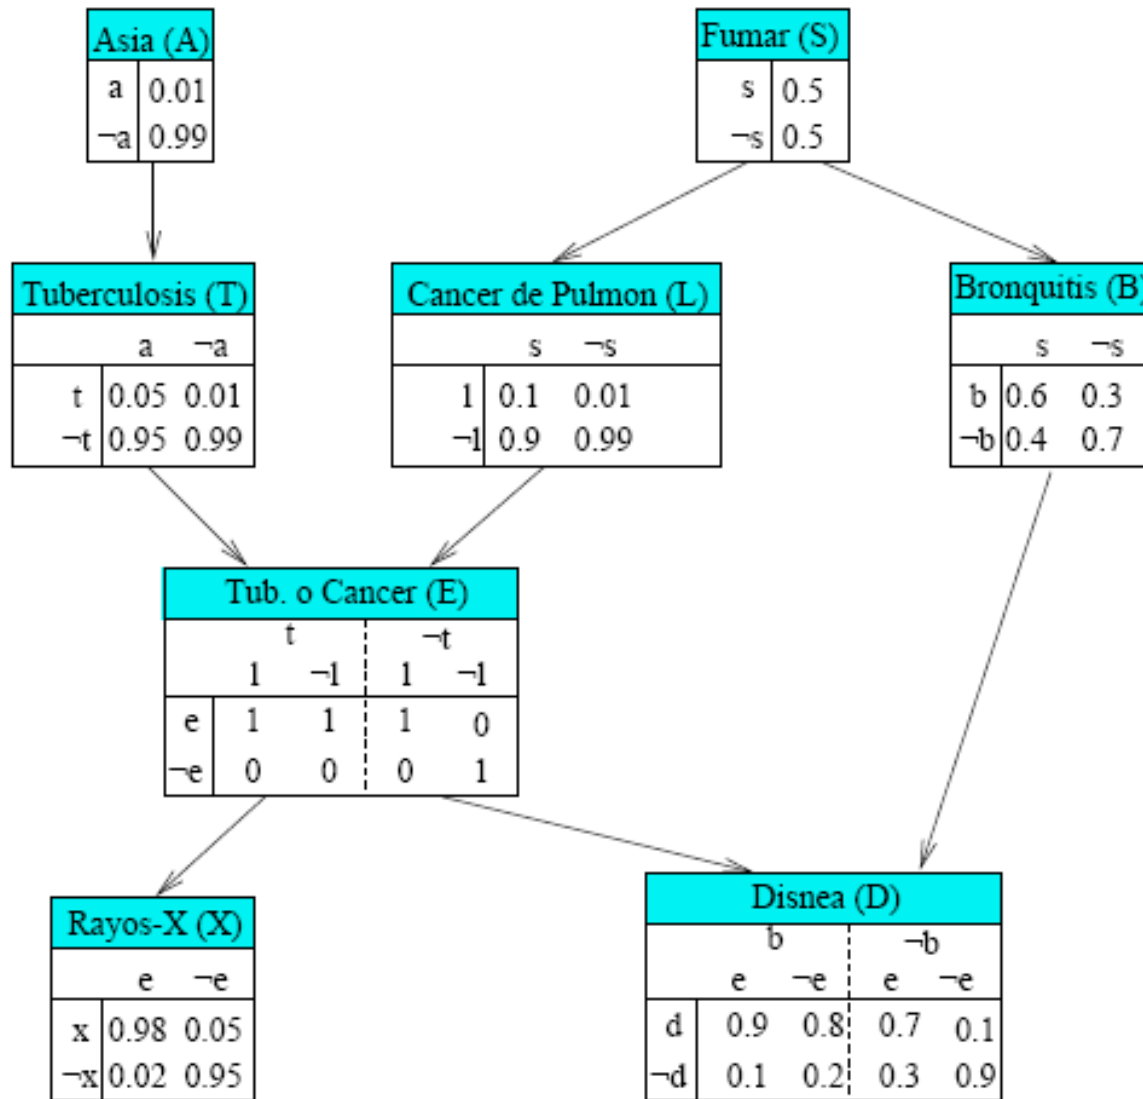 Asia (A)
a 0.01
¬a 0.99
Fumar (S)
s 0.5
¬s 0.5
Tuberculosis (T)
a ¬a
t 0.05 0.01
¬t 0.95 0.99
Cancer de Pulmon (L)
s ¬s
l 0.1 0.01
¬l 0.9 0.99
Bronquitis (B)
s ¬s
b 0.6 0.3
¬b 0.4 0.7
Tub. o Cancer (E)
t ¬t
l ¬l l ¬l
e 1 1 1 0
¬e 0 0 0 1
Rayos-X (X)
e ¬e
x 0.98 0.05
¬x 0.02 0.95
Disnea (D)
b ¬b
e ¬e e ¬e
d 0.9 0.8 0.7 0.1
¬d 0.1 0.2 0.3 0.9